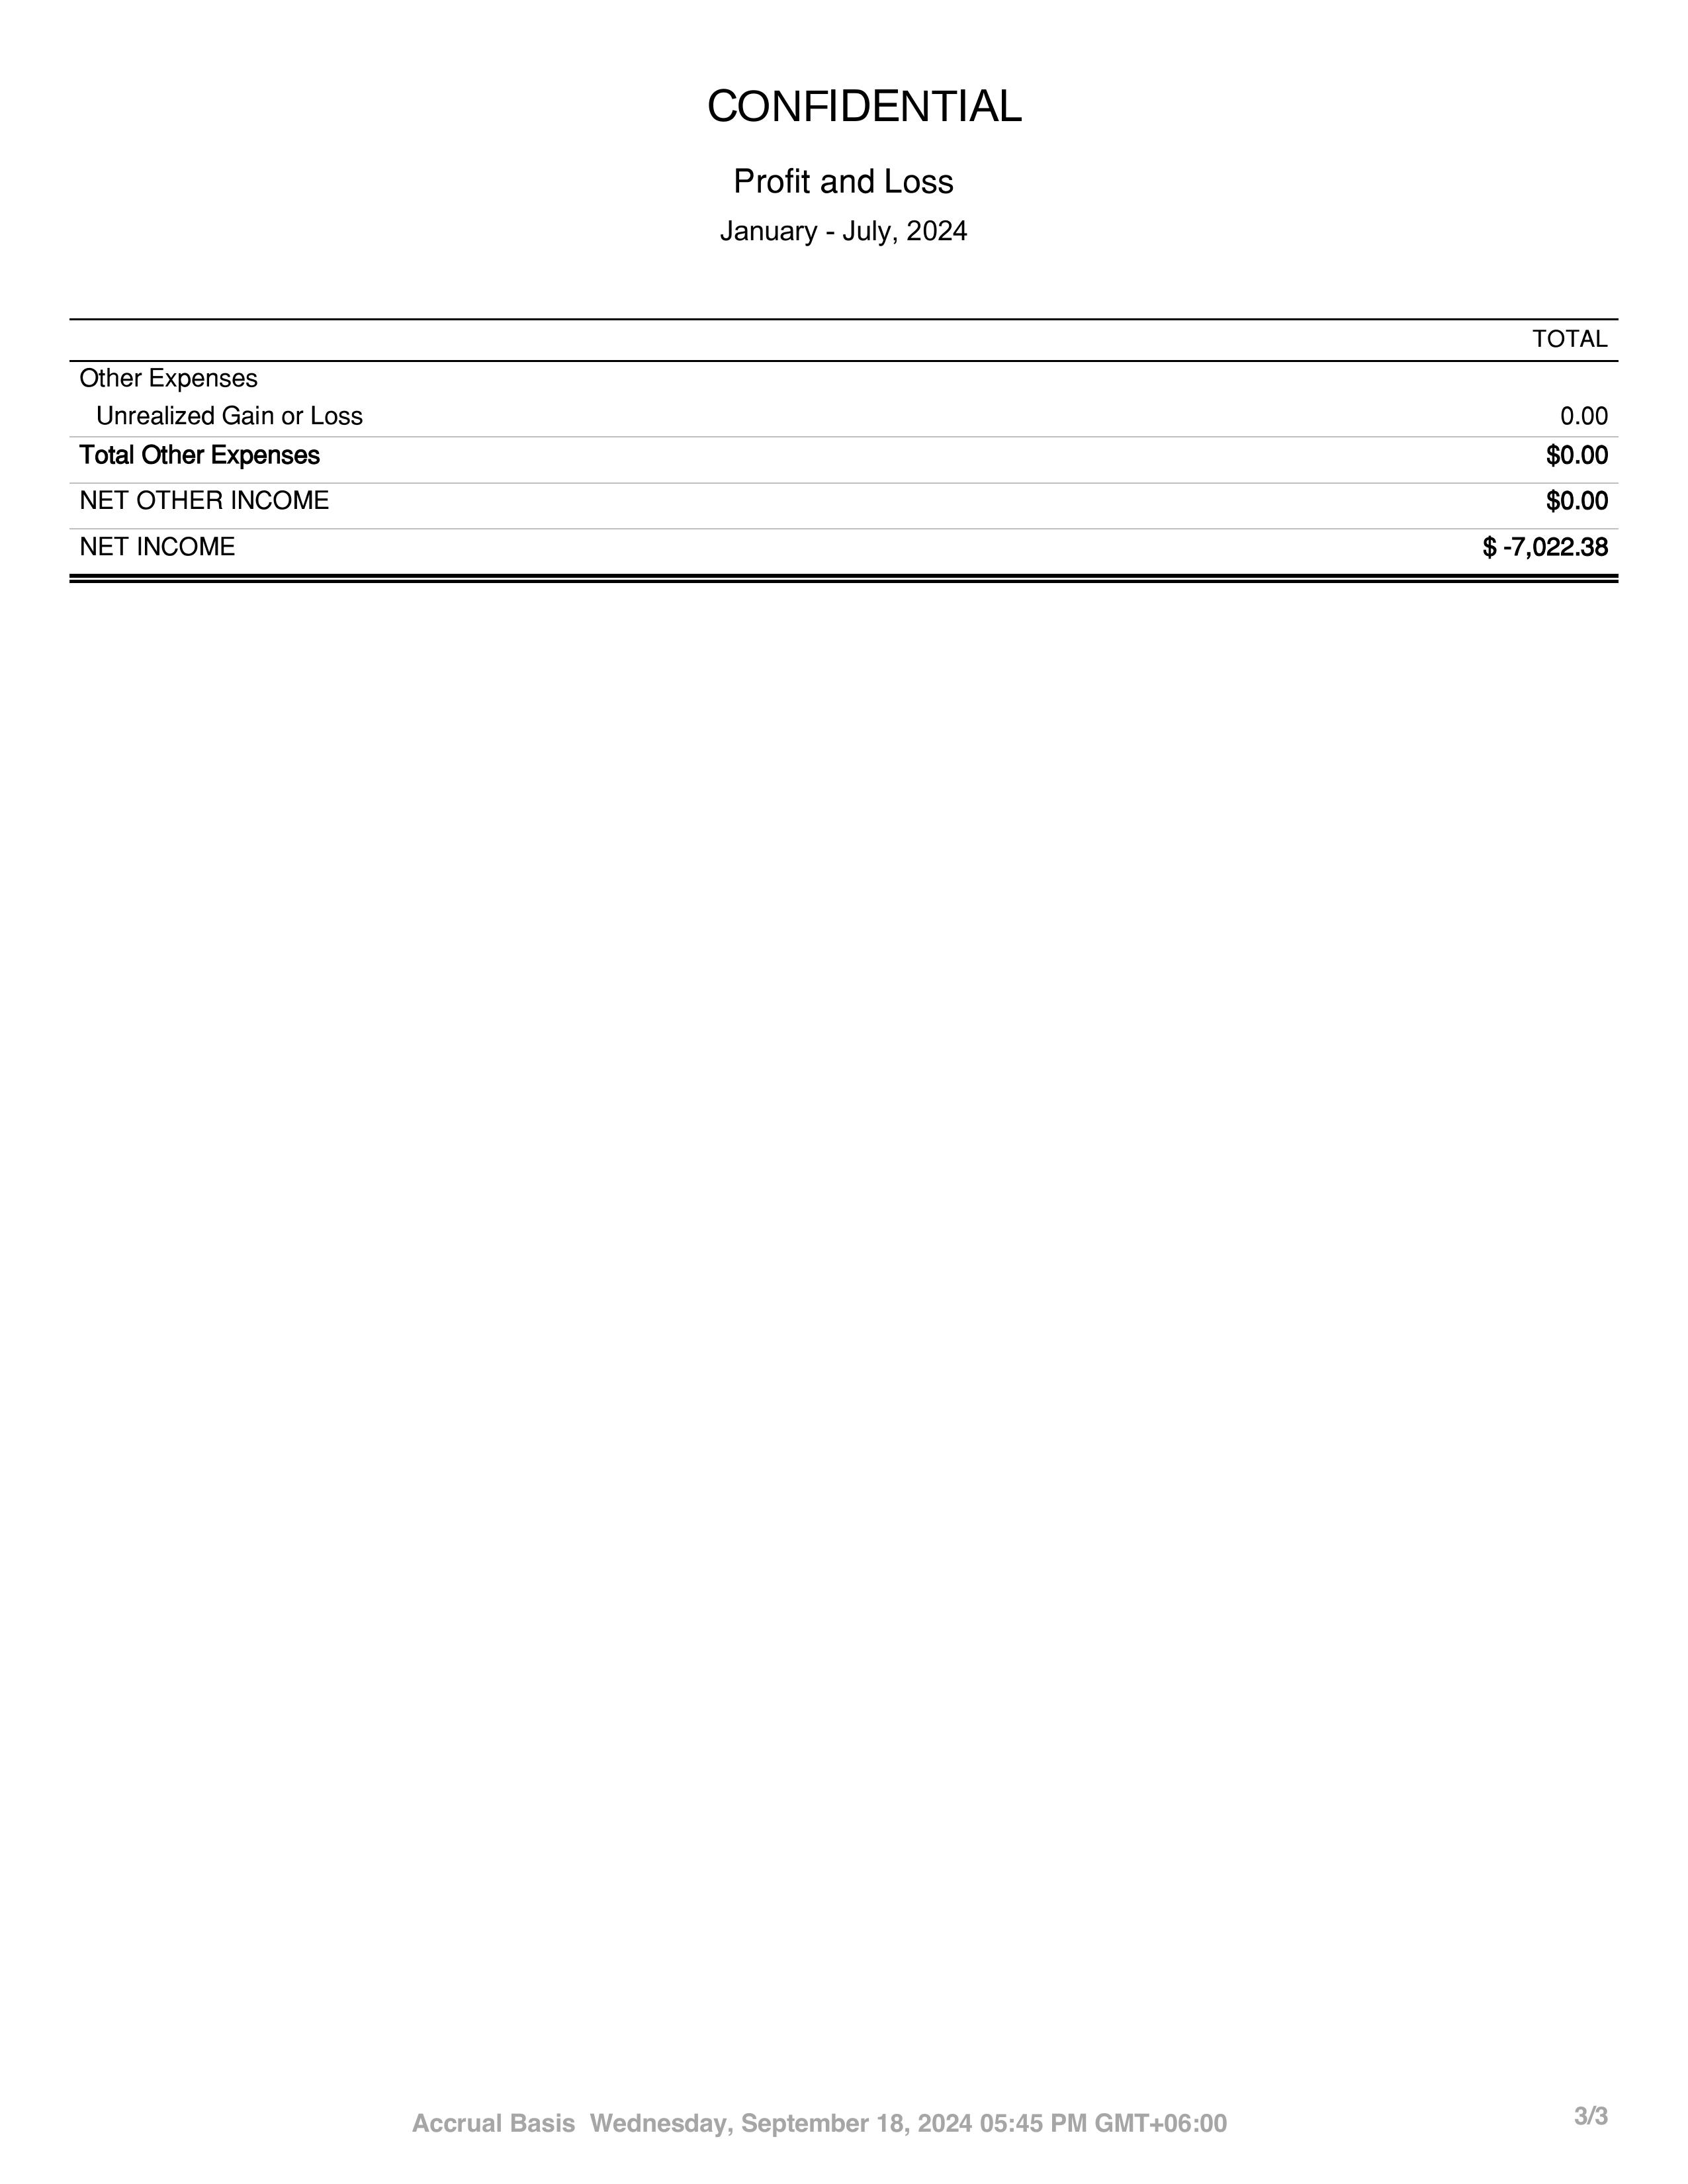 CONFIDENTIAL
Profit and Loss
January - July, 2024
TOTAL
Other Expenses
Unrealized Gain or Loss 0.00
Total Other Expenses $0.00
NET OTHER INCOME $0.00
NET INCOME $ -7,022.38
Accrual Basis  Wednesday, September 18, 2024 05:45 PM GMT+06:00 3/3